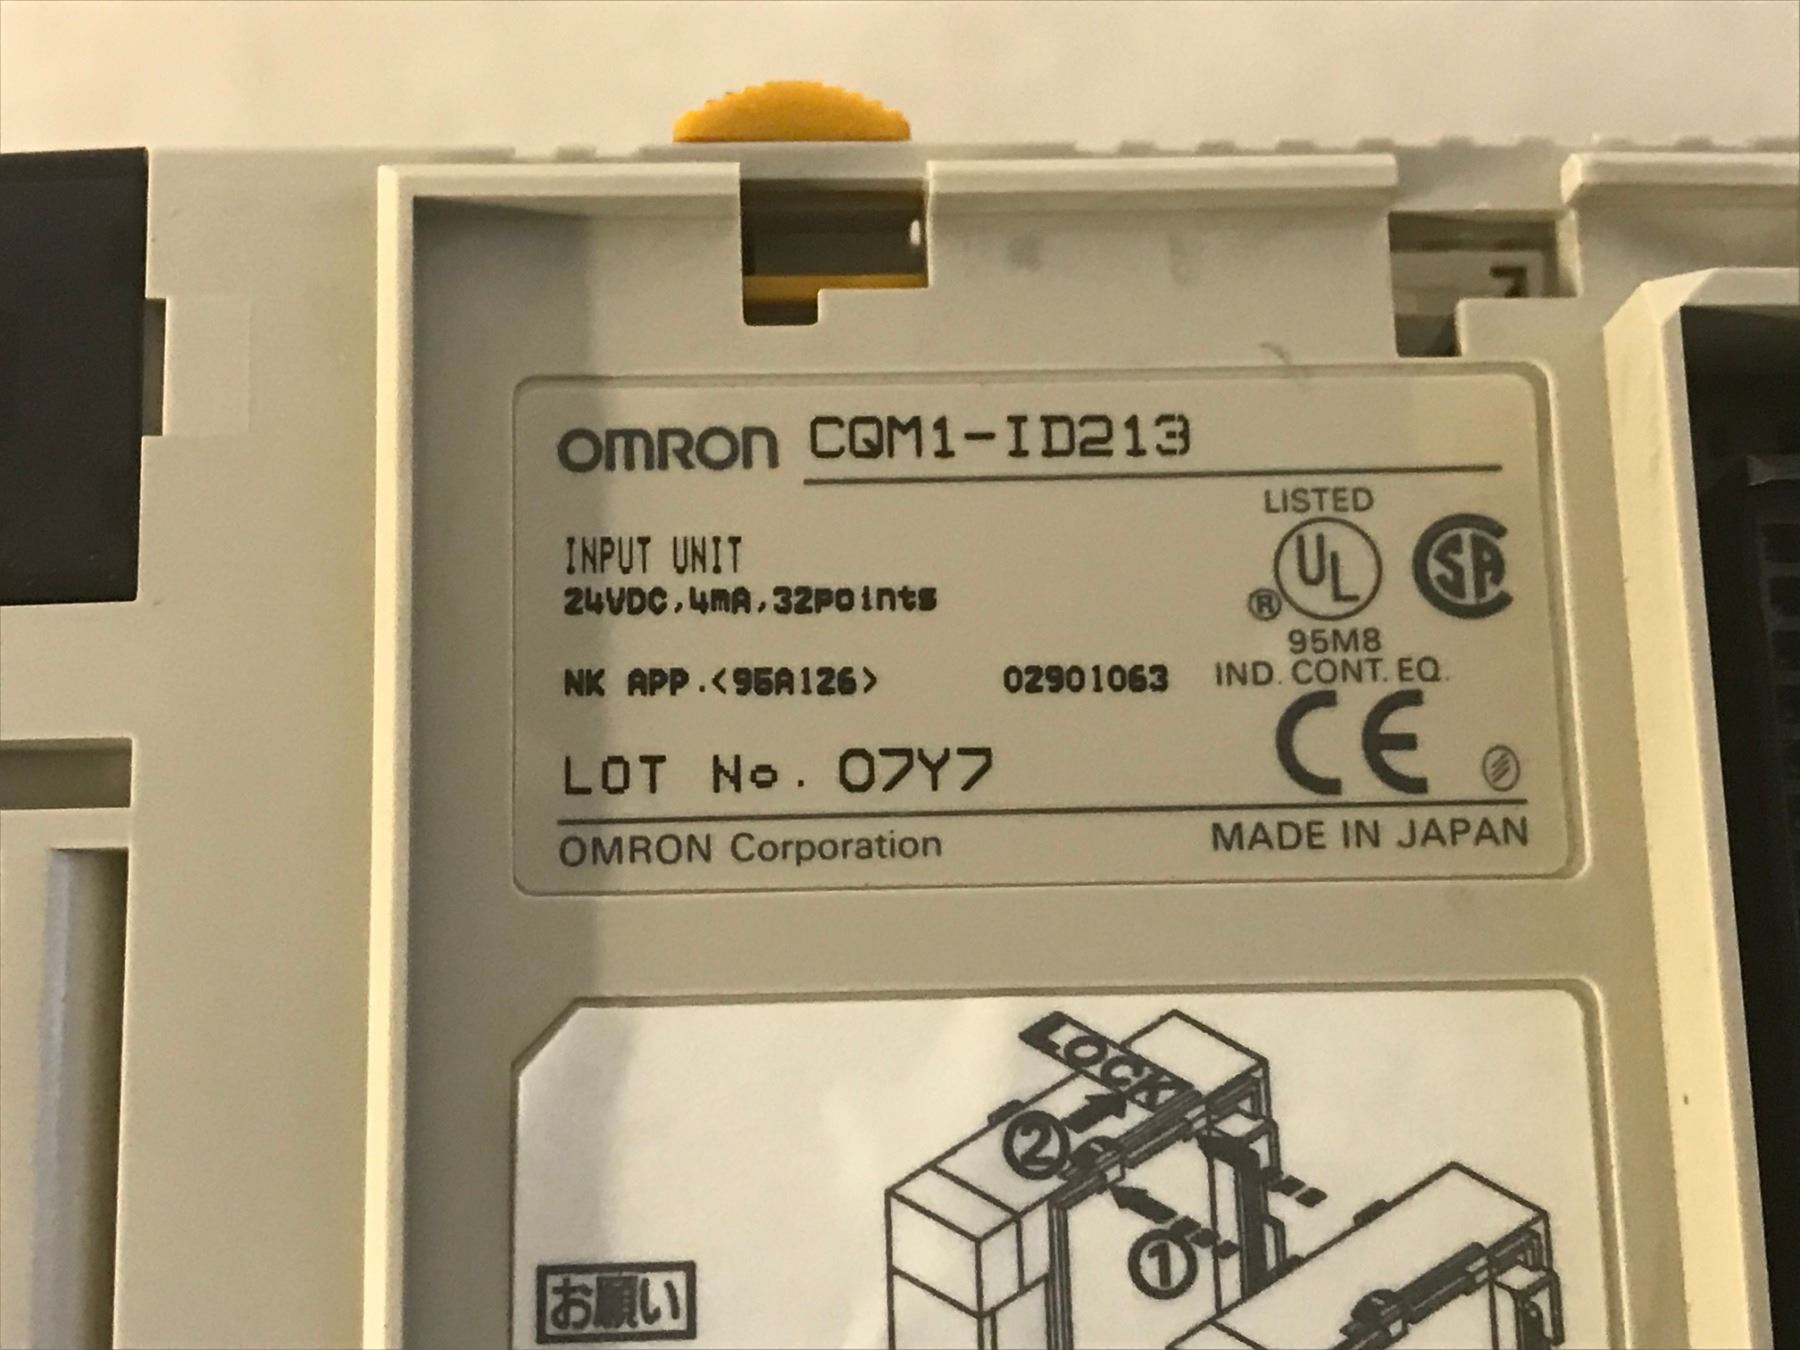 OMRON CQM1-ID213
LISTED
UL
SA
®
INPUT UNIT
24VDC,4mA,32points
95M8
IND. CONT. EQ.
NK APP.<95A126> 02901063
CE
LOT No. 07Y7
OMRON Corporation MADE IN JAPAN
LOCK
2
1
お願い